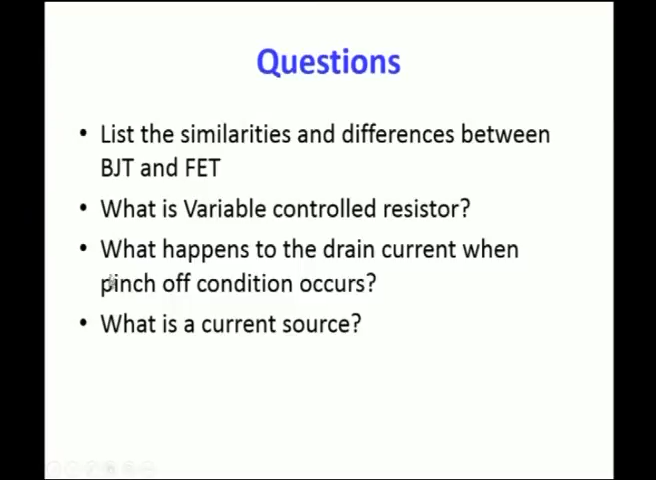 Questions
• List the similarities and differences between
BJT and FET
• What is Variable controlled resistor?
• What happens to the drain current when
pinch off condition occurs?
• What is a current source?